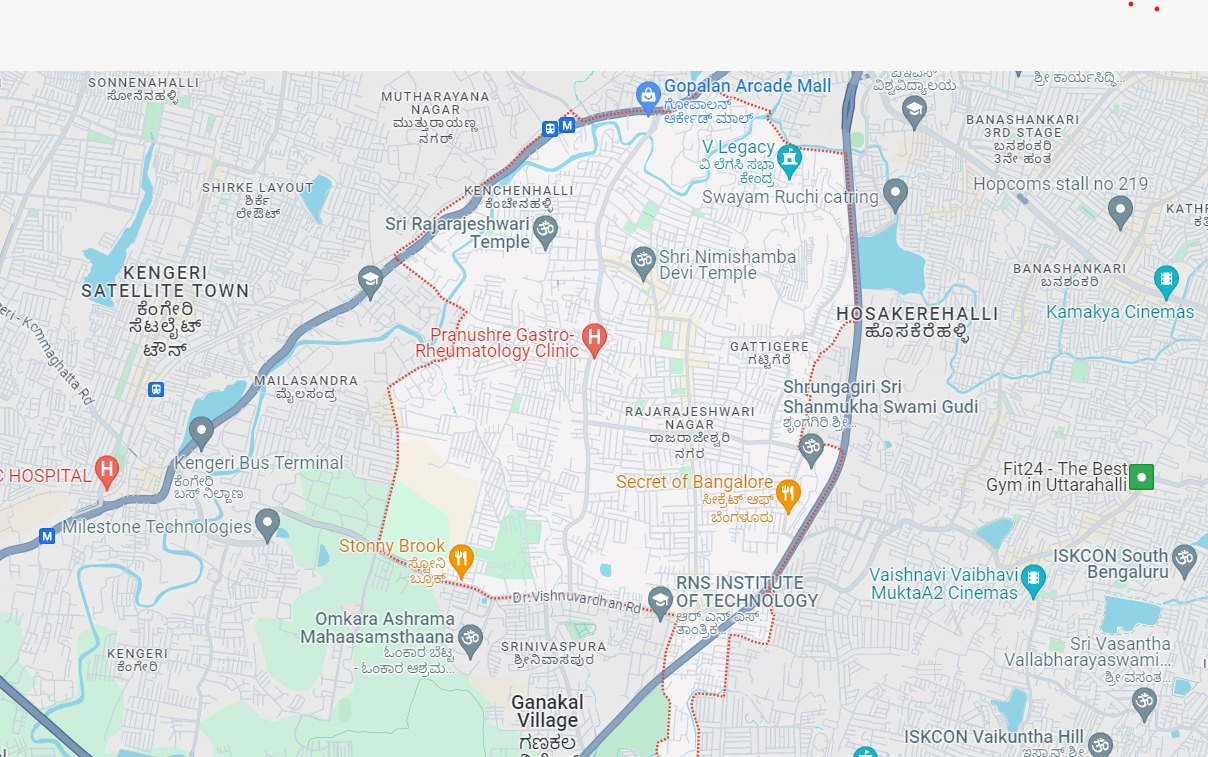 SONNENAHALLI
ಸೋನೆನಹಳ್ಳಿ
MUTHARAYANA
NAGAR
ಮುತ್ತುರಾಯಣ್ಣ
ನಗರ್
Gopalan Arcade Mall
ಗೋಪಾಲನ್
ಆರ್ಕೇಡ್ ಮಾಲ್
ವಿಶ್ವವಿದ್ಯಾಲಯ
ಶ್ರೀ ಕಾರ್ಯಸಿದ್ಧಿ...
BANASHANKARI
3RD STAGE
ಬನಶಂಕರಿ
3ನೇ ಹಂತ
V Legacy
ವಿ ಲೆಗಸಿ ಸಭಾ
ಕೇಂದ್ರ
Swayam Ruchi catring
Hopcoms stall no 219
KATHR
SHIRKE LAYOUT
ಶಿರ್ಕೆ
ಲೇಔಟ್
KENCHENHALLI
ಕೆಂಚೇನಹಳ್ಳಿ
Sri Rajarajeshwari
Temple
Shri Nimishamba
Devi Temple
KENGERI
SATELLITE TOWN
ಕೆಂಗೇರಿ
ಸೆಟಲೈಟ್
ಟೌನ್
BANASHANKARI
ಬನಶಂಕರಿ
Kamakya Cinemas
HOSAKEREHALLI
ಹೊಸಕೆರೆಹಳ್ಳಿ
Kommaghatta Rd
Pranushre Gastro-
Rheumatology Clinic
GATTIGERE
ಗಟ್ಟಿಗೆರೆ
MAILASANDRA
ಮೈಲಸಂದ್ರ
Shrungagiri Sri
Shanmukha Swami Gudi
ಶೃಂಗಗಿರಿ ಶ್ರೀ...
RAJARAJESHWARI
NAGAR
ರಾಜರಾಜೇಶ್ವರಿ
ನಗರ
C HOSPITAL
Kengeri Bus Terminal
ಕೆಂಗೇರಿ
ಬಸ್ ನಿಲ್ದಾಣ
Fit24 - The Best
Gym in Uttarahalli
Secret of Bangalore
ಸೀಕ್ರೆಟ್ ಆಫ್
ಬೆಂಗಳೂರು
Milestone Technologies
Stonny Brook
ಸ್ಟೋನಿ
ಬ್ರೂಕ್
ISKCON South
Bengaluru
Vaishnavi Vaibhavi
MuktaA2 Cinemas
Dr.Vishnuvardhan Rd
RNS INSTITUTE
OF TECHNOLOGY
ಆರ್.ಎನ್.ಎಸ್.
ತಾಂತ್ರಿಕ...
Omkara Ashrama
Mahaasamsthaana
ಓಂಕಾರ ಬೆಟ್ಟ
- ಓಂಕಾರ ಆಶ್ರಮ...
SRINIVASPURA
ಶ್ರೀನಿವಾಸಪುರ
Sri Vasantha
Vallabharayaswami...
ಶ್ರೀ ವಸಂತ...
KENGERI
ಕೆಂಗೇರಿ
Ganakal
Village
ಗಣಕಲ
ISKCON Vaikuntha Hill
ಇಸ್ಕಾನ್ ಶ್ರೀ